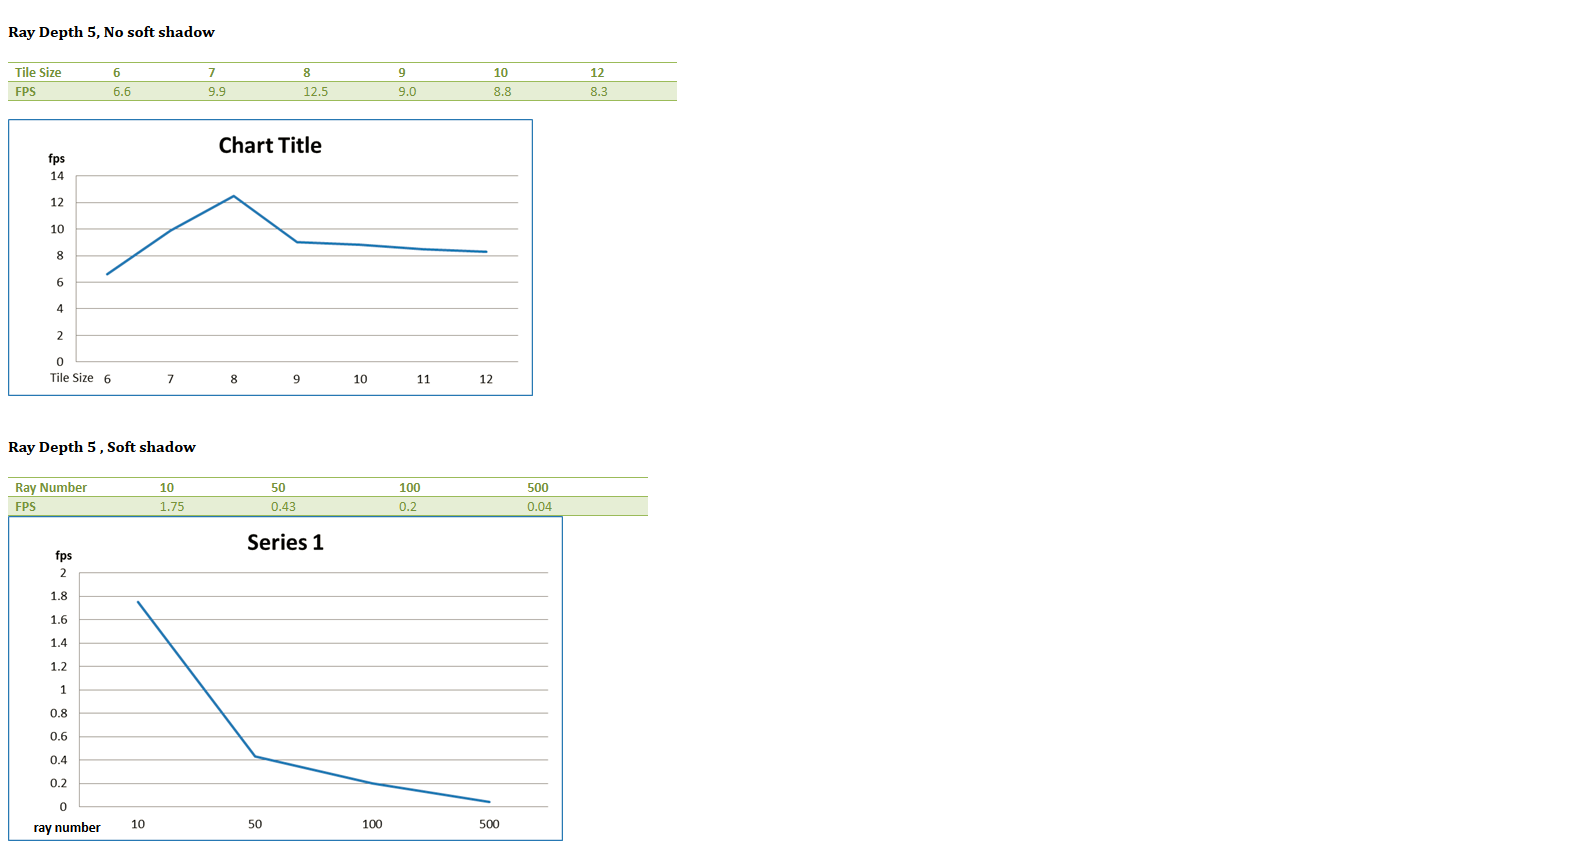 Ray Depth 5, No soft shadow
Tile Size 6 7 8 9 10 12
FPS 6.6 9.9 12.5 9.0 8.8 8.3
Chart Title
fps
14
12
10
8
6
4
2
0
Tile Size 6 7 8 9 10 11 12
Ray Depth 5 , Soft shadow
Ray Number 10 50 100 500
FPS 1.75 0.43 0.2 0.04
Series 1
fps
2
1.8
1.6
1.4
1.2
1
0.8
0.6
0.4
0.2
0
ray number 10 50 100 500